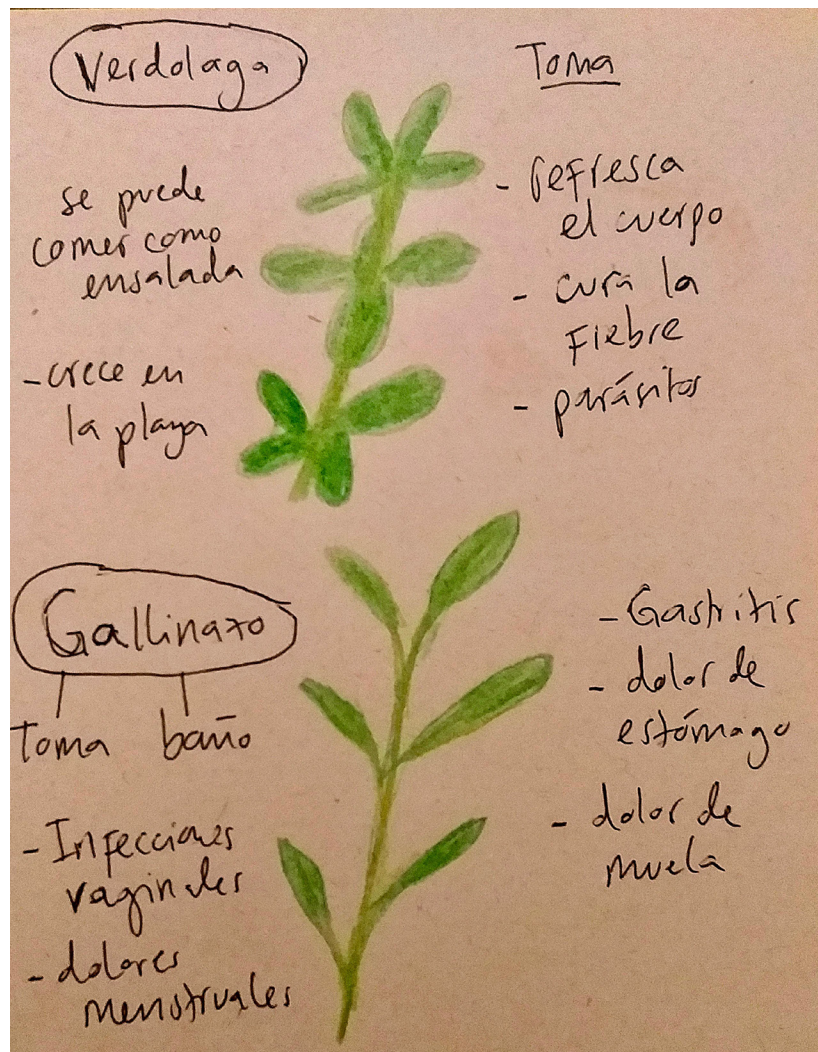 Verdolaga
se puede
comer como
ensalada
- crece en
la playa
Toma
- refresca
el cuerpo
- cura la
Fiebre
- parásitos
Gallinazo
Toma baño
- Infecciones
vaginales
- dolores
menstruales
- Gastritis
- dolor de
estómago
- dolor de
muela